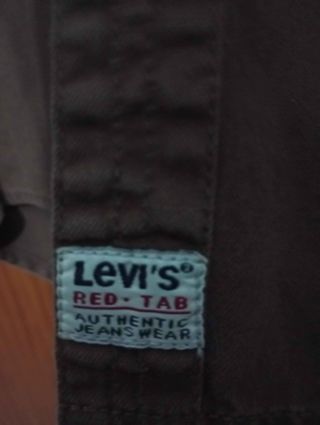 LEVI'S®
RED · TAB
AUTHENTIC
JEANSWEAR